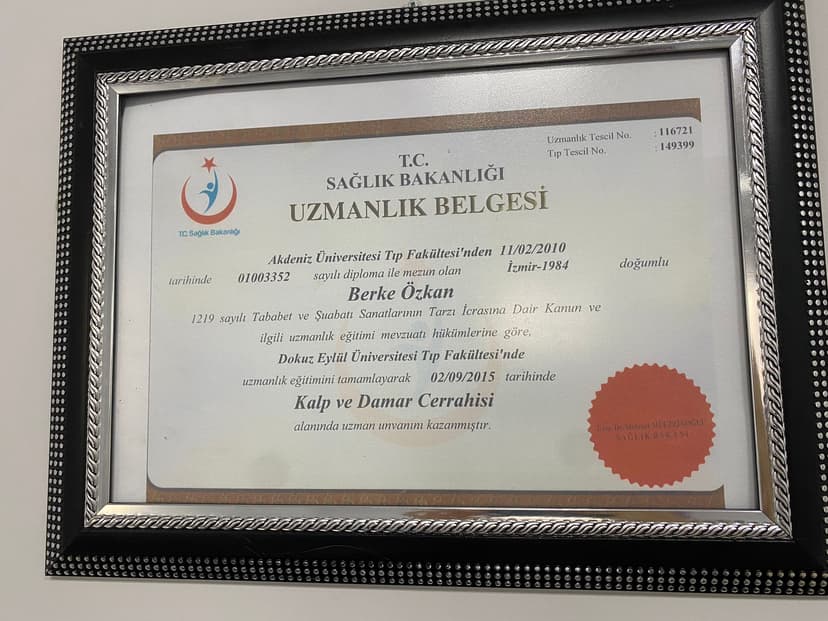 Uzmanlık Tescil No. : 116721
Tıp Tescil No. : 149399
T.C.
SAĞLIK BAKANLIĞI
UZMANLIK BELGESİ
T.C. Sağlık Bakanlığı
Akdeniz Üniversitesi Tıp Fakültesi'nden 11/02/2010
tarihinde 01003352 sayılı diploma ile mezun olan İzmir-1984 doğumlu
Berke Özkan
1219 sayılı Tababet ve Şuabatı Sanatlarının Tarzı İcrasına Dair Kanun ve
ilgili uzmanlık eğitimi mevzuatı hükümlerine göre,
Dokuz Eylül Üniversitesi Tıp Fakültesi'nde
uzmanlık eğitimini tamamlayarak 02/09/2015 tarihinde
Kalp ve Damar Cerrahisi
alanında uzman unvanını kazanmıştır.
SAĞLIK BAKANI